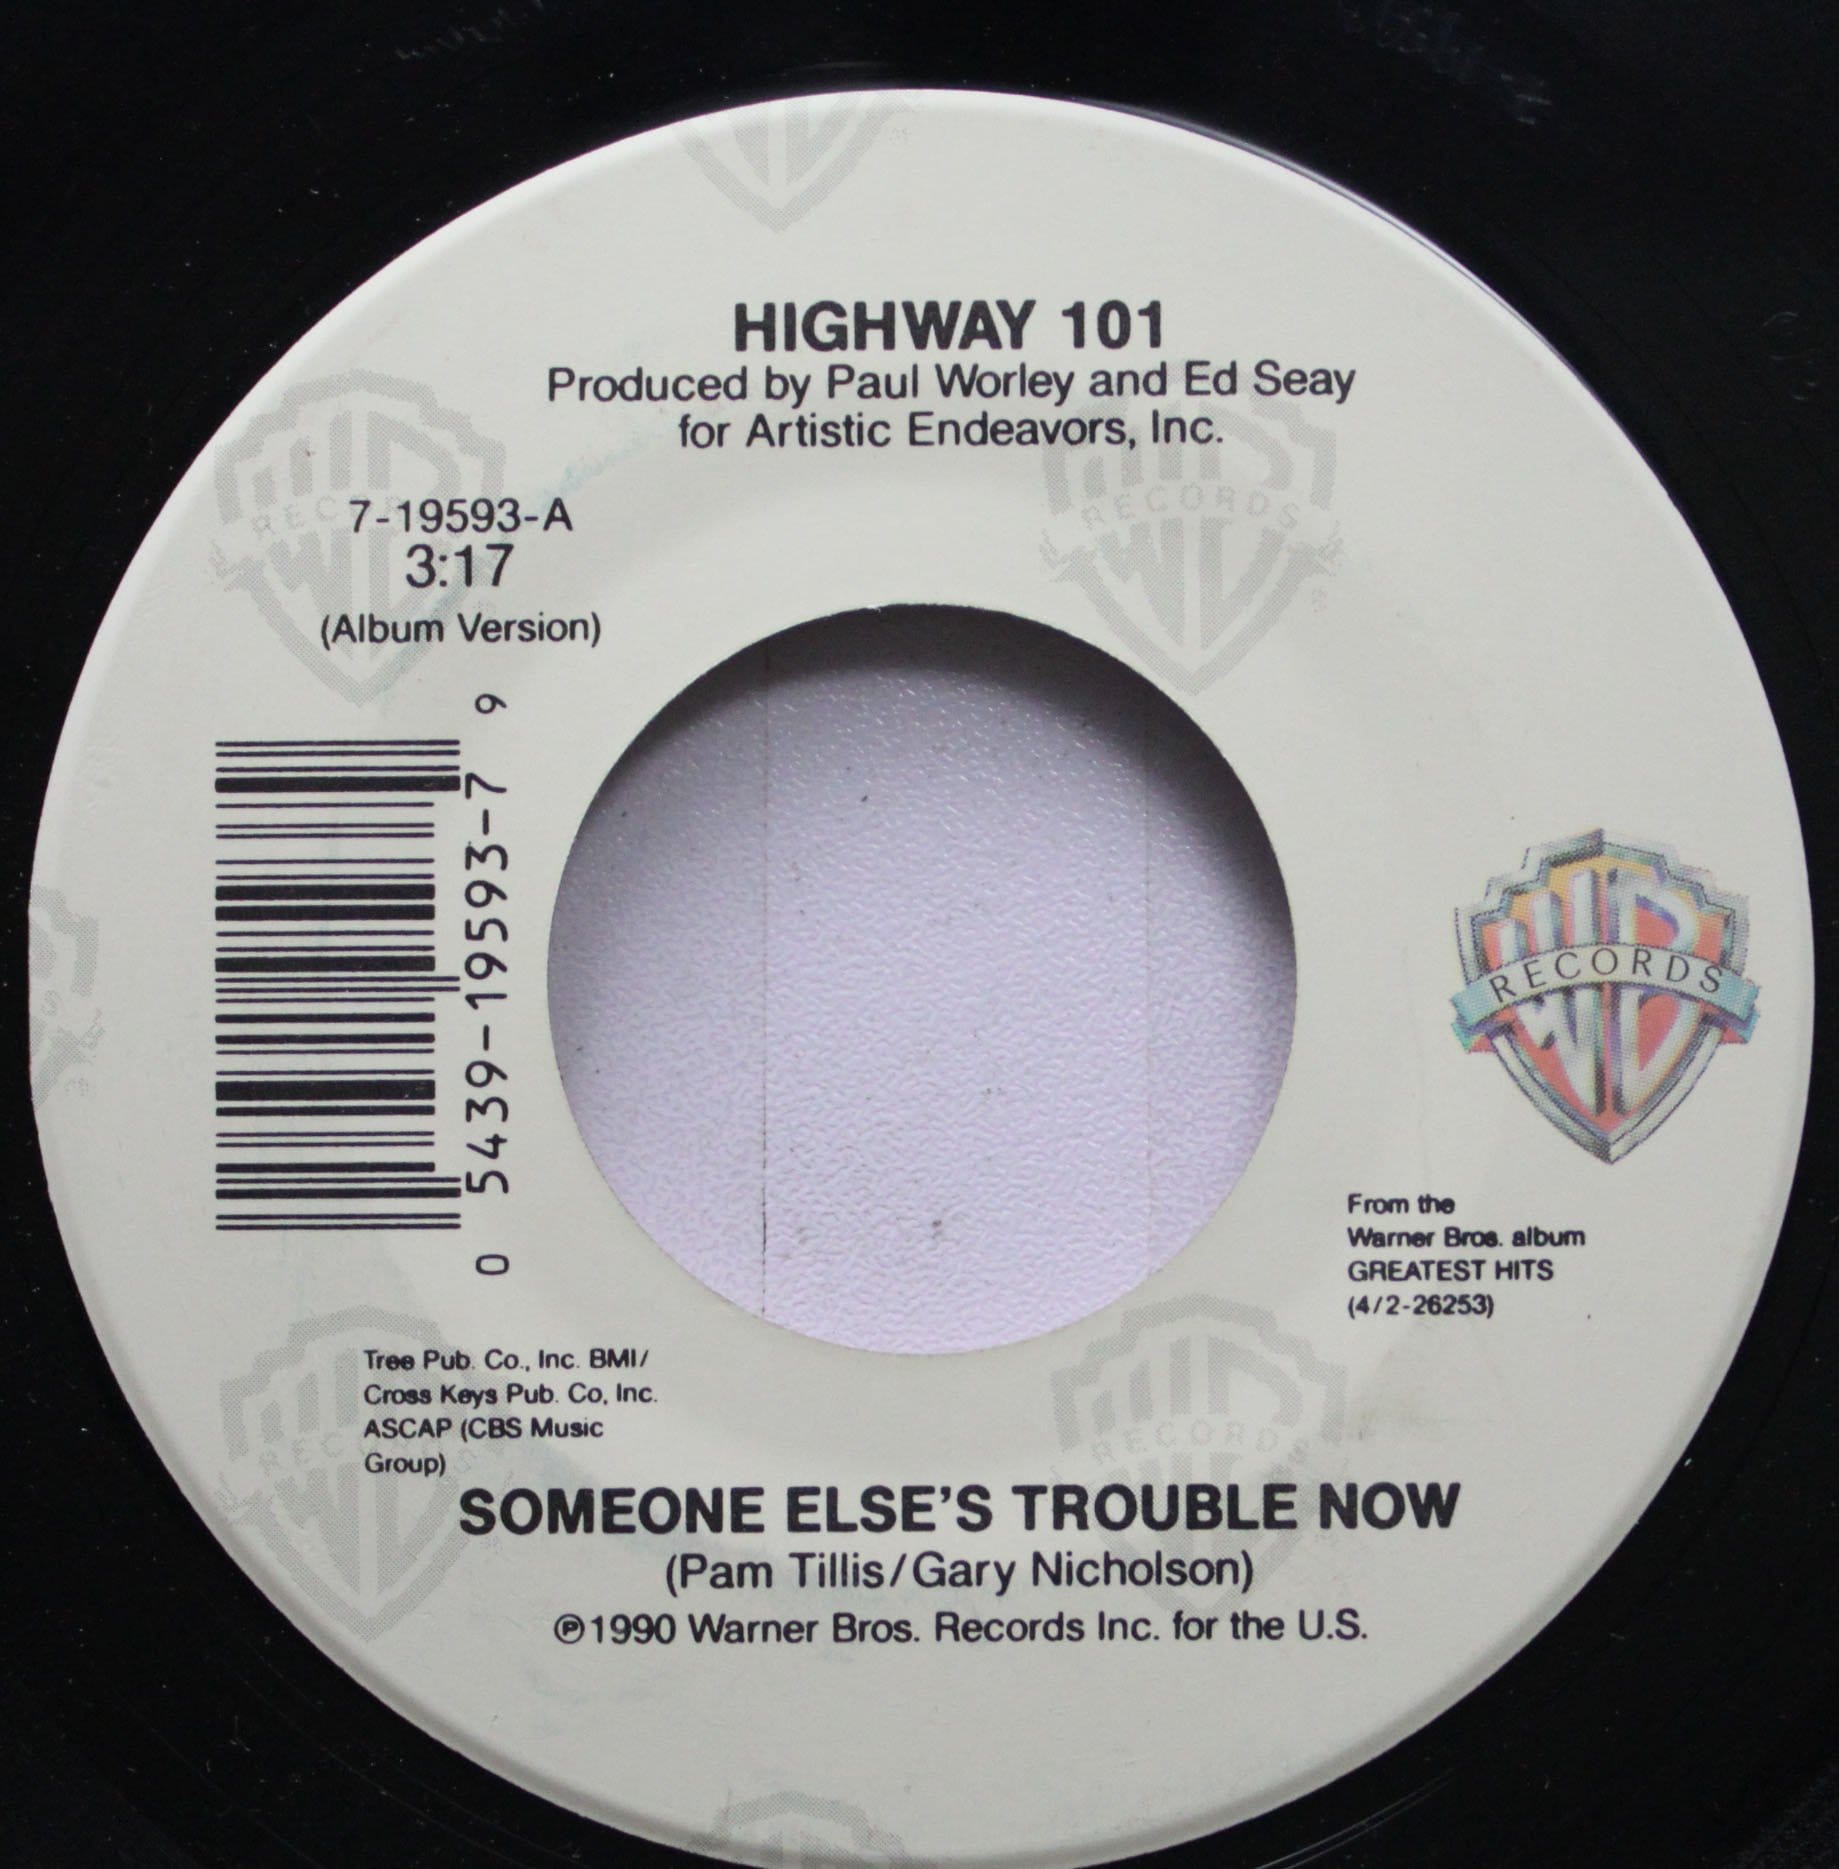 HIGHWAY 101
Produced by Paul Worley and Ed Seay
for Artistic Endeavors, Inc.
7-19593-A
3:17
(Album Version)
0 5439-19593-7 9
WB
RECORDS
From the
Warner Bros. album
GREATEST HITS
(4/2-26253)
Tree Pub. Co., Inc. BMI/
Cross Keys Pub. Co, Inc.
ASCAP (CBS Music
Group)
SOMEONE ELSE'S TROUBLE NOW
(Pam Tillis/Gary Nicholson)
℗1990 Warner Bros. Records Inc. for the U.S.